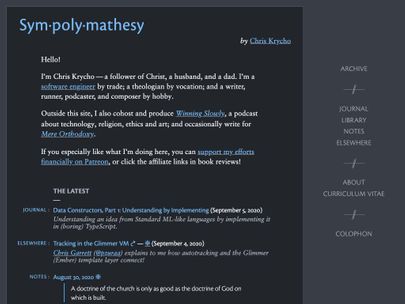 Sym·poly·mathesy
by Chris Krycho
Hello!
I'm Chris Krycho — a follower of Christ, a husband, and a dad. I'm a
software engineer by trade; a theologian by vocation; and a writer,
runner, podcaster, and composer by hobby.
Outside this site, I also cohost and produce Winning Slowly, a podcast
about technology, religion, ethics and art; and occasionally write for
Mere Orthodoxy.
If you especially like what I'm doing here, you can support my efforts
financially on Patreon, or click the affiliate links in book reviews!
THE LATEST
—
JOURNAL : Data Constructors, Part 1: Understanding by Implementing (September 5, 2020)
Understanding an idea from Standard ML-like languages by implementing it
in (boring) TypeScript.
ELSEWHERE : Tracking in the Glimmer VM — (September 4, 2020)
Chris Garrett (@pzuraq) explains to me how autotracking and the Glimmer
(Ember) template layer connect!
NOTES : August 30, 2020
A doctrine of the church is only as good as the doctrine of God on
which is built.
ARCHIVE
JOURNAL
LIBRARY
NOTES
ELSEWHERE
ABOUT
CURRICULUM VITAE
COLOPHON